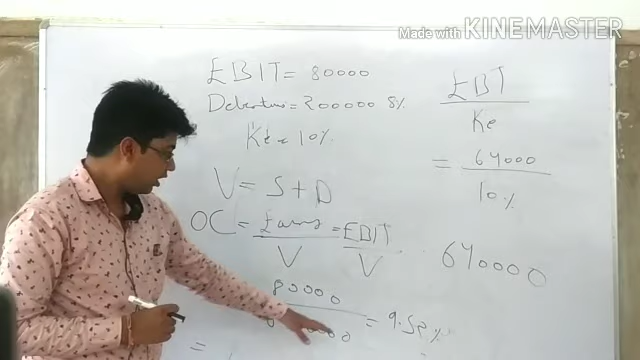 Made with KINEMASTER
EBIT = 80000
Debenture = 200000 8%
Ke = 10%
V = S + D
OC = Earns = EBIT
V V
80000
= 9.52%
=
EBT
Ke
= 64000
10%
640000